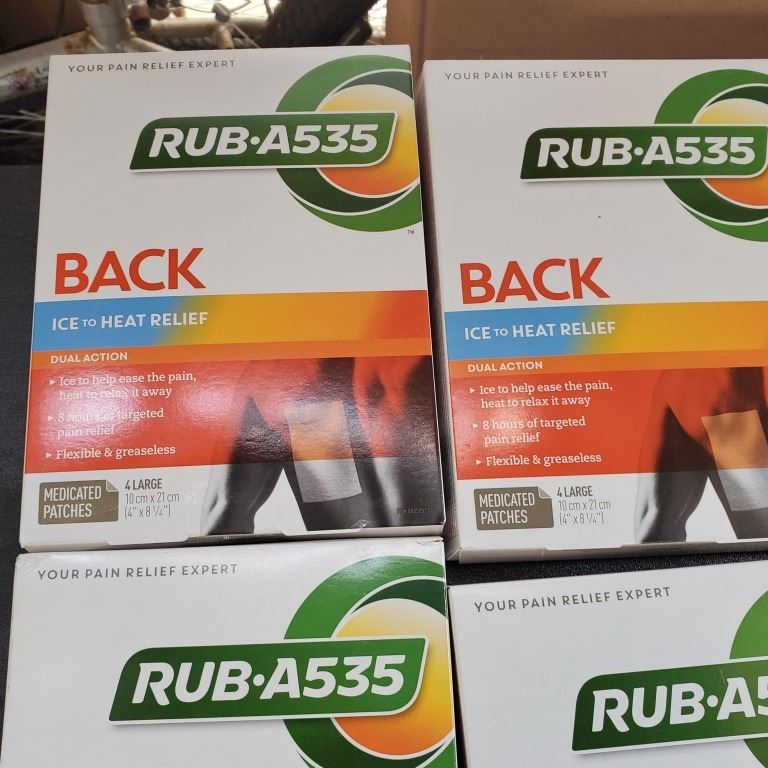 YOUR PAIN RELIEF EXPERT
RUB·A535
TM
BACK
ICE TO HEAT RELIEF
DUAL ACTION
▸ Ice to help ease the pain,
heat to relax it away
▸ 8 hours of targeted
pain relief
▸ Flexible & greaseless
MEDICATED
PATCHES
4 LARGE
10 cm x 21 cm
(4" x 8 1/4")
YOUR PAIN RELIEF EXPERT
RUB·A535
BACK
ICE TO HEAT RELIEF
DUAL ACTION
▸ Ice to help ease the pain,
heat to relax it away
▸ 8 hours of targeted
pain relief
▸ Flexible & greaseless
MEDICATED
PATCHES
4 LARGE
10 cm x 21 cm
(4" x 8 1/4")
YOUR PAIN RELIEF EXPERT
RUB·A535
YOUR PAIN RELIEF EXPERT
RUB·A5